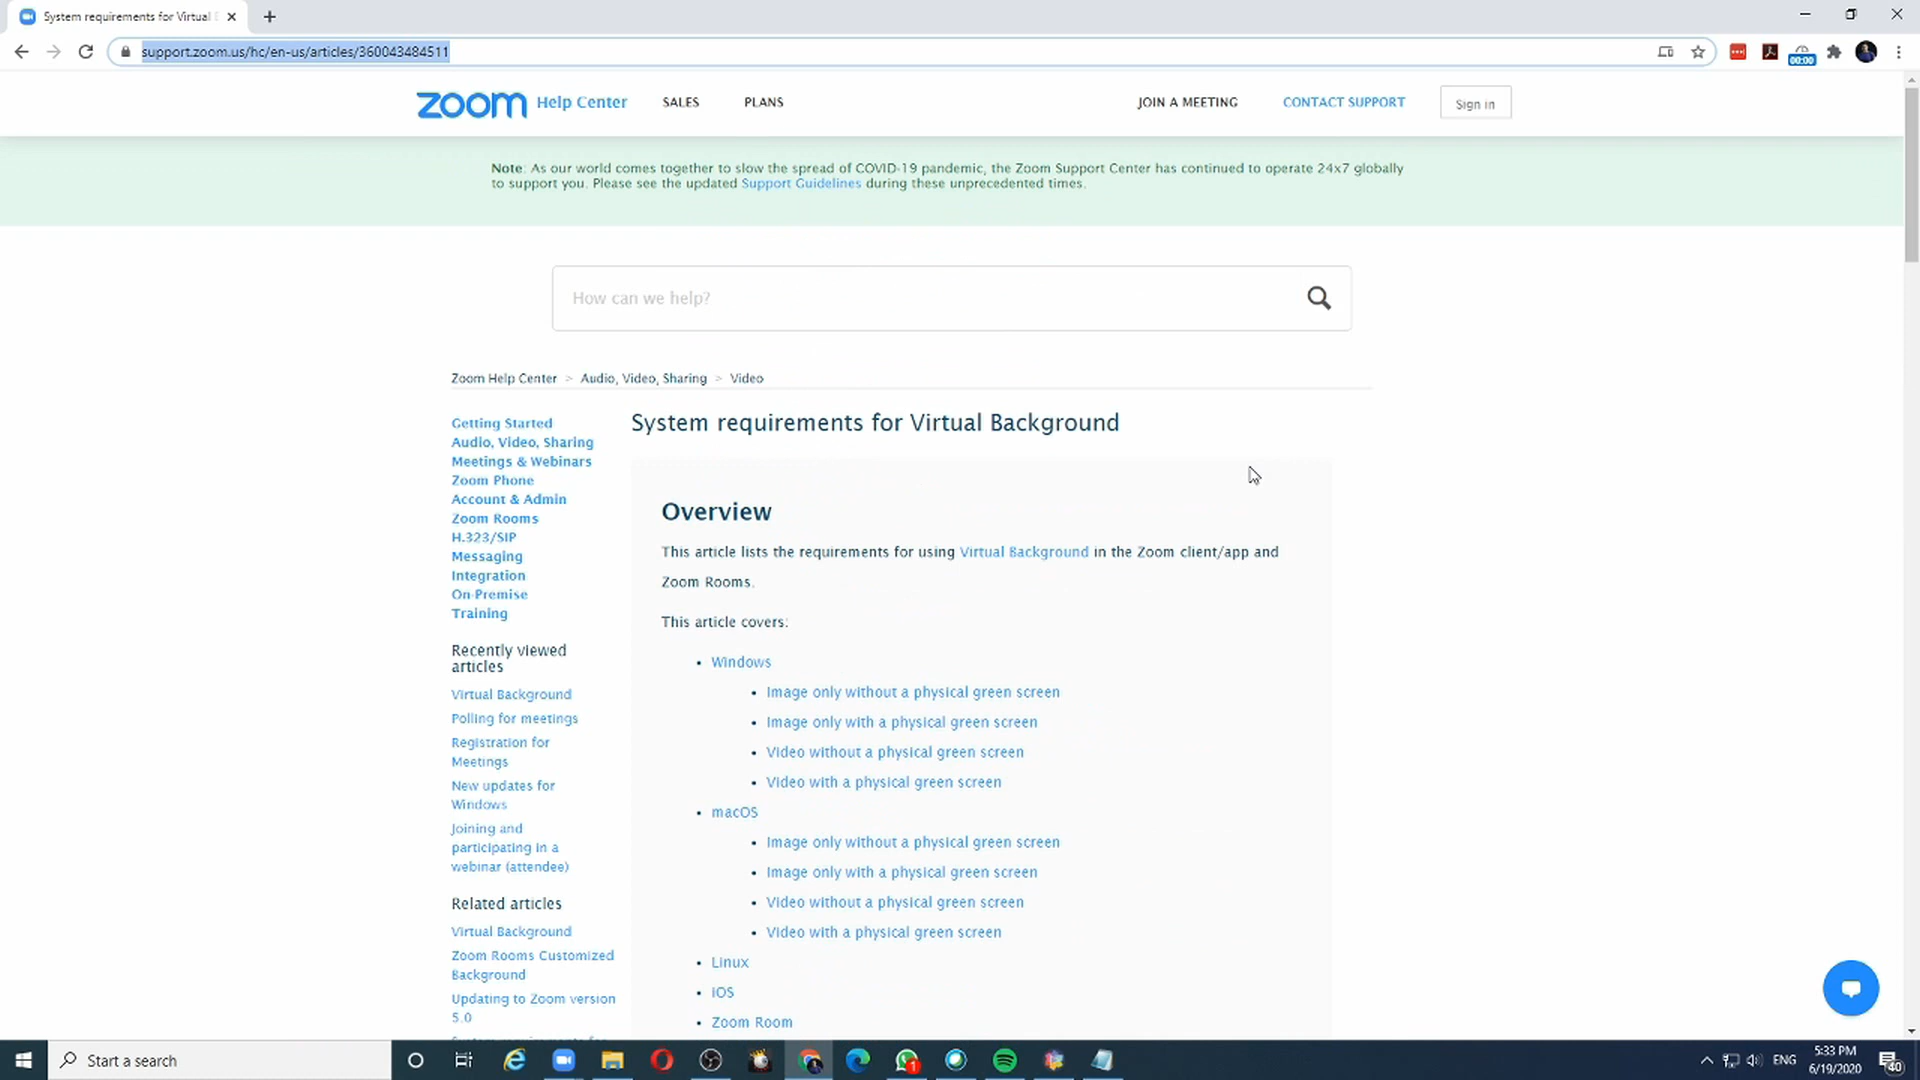 System requirements for Virtual
support.zoom.us/hc/en-us/articles/360043484511
00:00
zoom Help Center SALES PLANS JOIN A MEETING CONTACT SUPPORT Sign in
Note: As our world comes together to slow the spread of COVID-19 pandemic, the Zoom Support Center has continued to operate 24x7 globally
to support you. Please see the updated Support Guidelines during these unprecedented times.
How can we help?
Zoom Help Center > Audio, Video, Sharing > Video
Getting Started
Audio, Video, Sharing
Meetings & Webinars
Zoom Phone
Account & Admin
Zoom Rooms
H.323/SIP
Messaging
Integration
On-Premise
Training
Recently viewed
articles
Virtual Background
Polling for meetings
Registration for
Meetings
New updates for
Windows
Joining and
participating in a
webinar (attendee)
Related articles
Virtual Background
Zoom Rooms Customized
Background
Updating to Zoom version
5.0
System requirements for Virtual Background
Overview
This article lists the requirements for using Virtual Background in the Zoom client/app and
Zoom Rooms.
This article covers:
• Windows
• Image only without a physical green screen
• Image only with a physical green screen
• Video without a physical green screen
• Video with a physical green screen
• macOS
• Image only without a physical green screen
• Image only with a physical green screen
• Video without a physical green screen
• Video with a physical green screen
• Linux
• iOS
• Zoom Room
Start a search
1
ENG
5:33 PM
6/19/2020
40